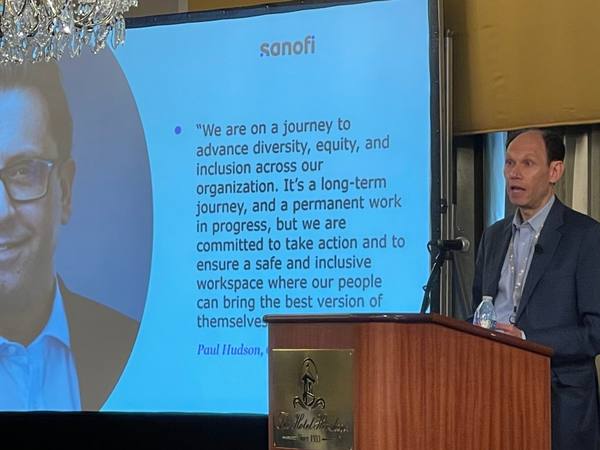 sanofi
“We are on a journey to
advance diversity, equity, and
inclusion across our
organization. It’s a long-term
journey, and a permanent work
in progress, but we are
committed to take action and to
ensure a safe and inclusive
workspace where our people
can bring the best version of
themselves
Paul Hudson,
The Hotel